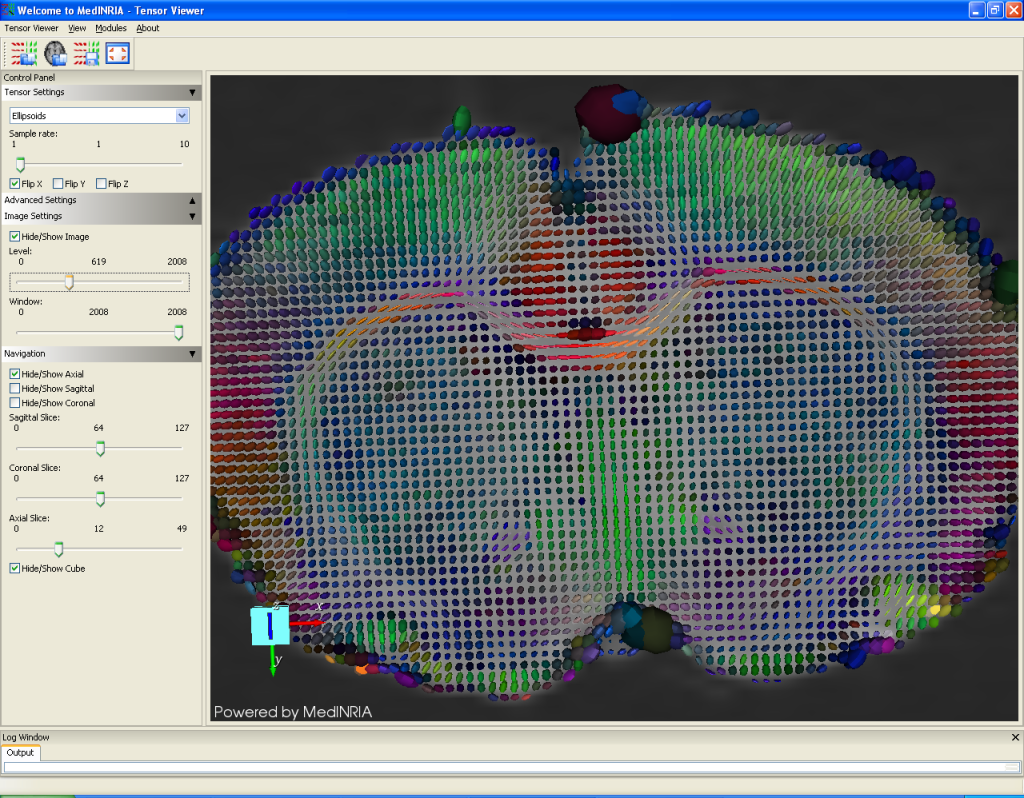 Welcome to MedINRIA - Tensor Viewer
Tensor Viewer View Modules About
Control Panel
Tensor Settings
Ellipsoids
Sample rate:
1 1 10
Flip X Flip Y Flip Z
Advanced Settings
Image Settings
Hide/Show Image
Level:
0 619 2008
Window:
0 2008 2008
Navigation
Hide/Show Axial
Hide/Show Sagittal
Hide/Show Coronal
Sagittal Slice:
0 64 127
Coronal Slice:
0 64 127
Axial Slice:
0 12 49
Hide/Show Cube
x
y
Powered by MedINRIA
Log Window
Output